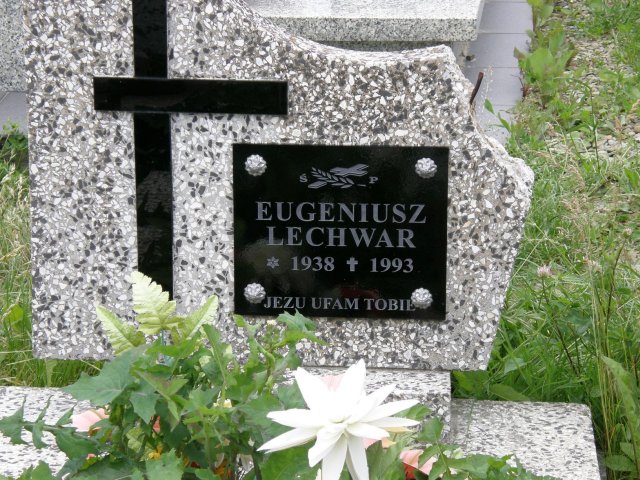 Ś P
EUGENIUSZ
LECHWAR
1938 1993
JEZU UFAM TOBIE